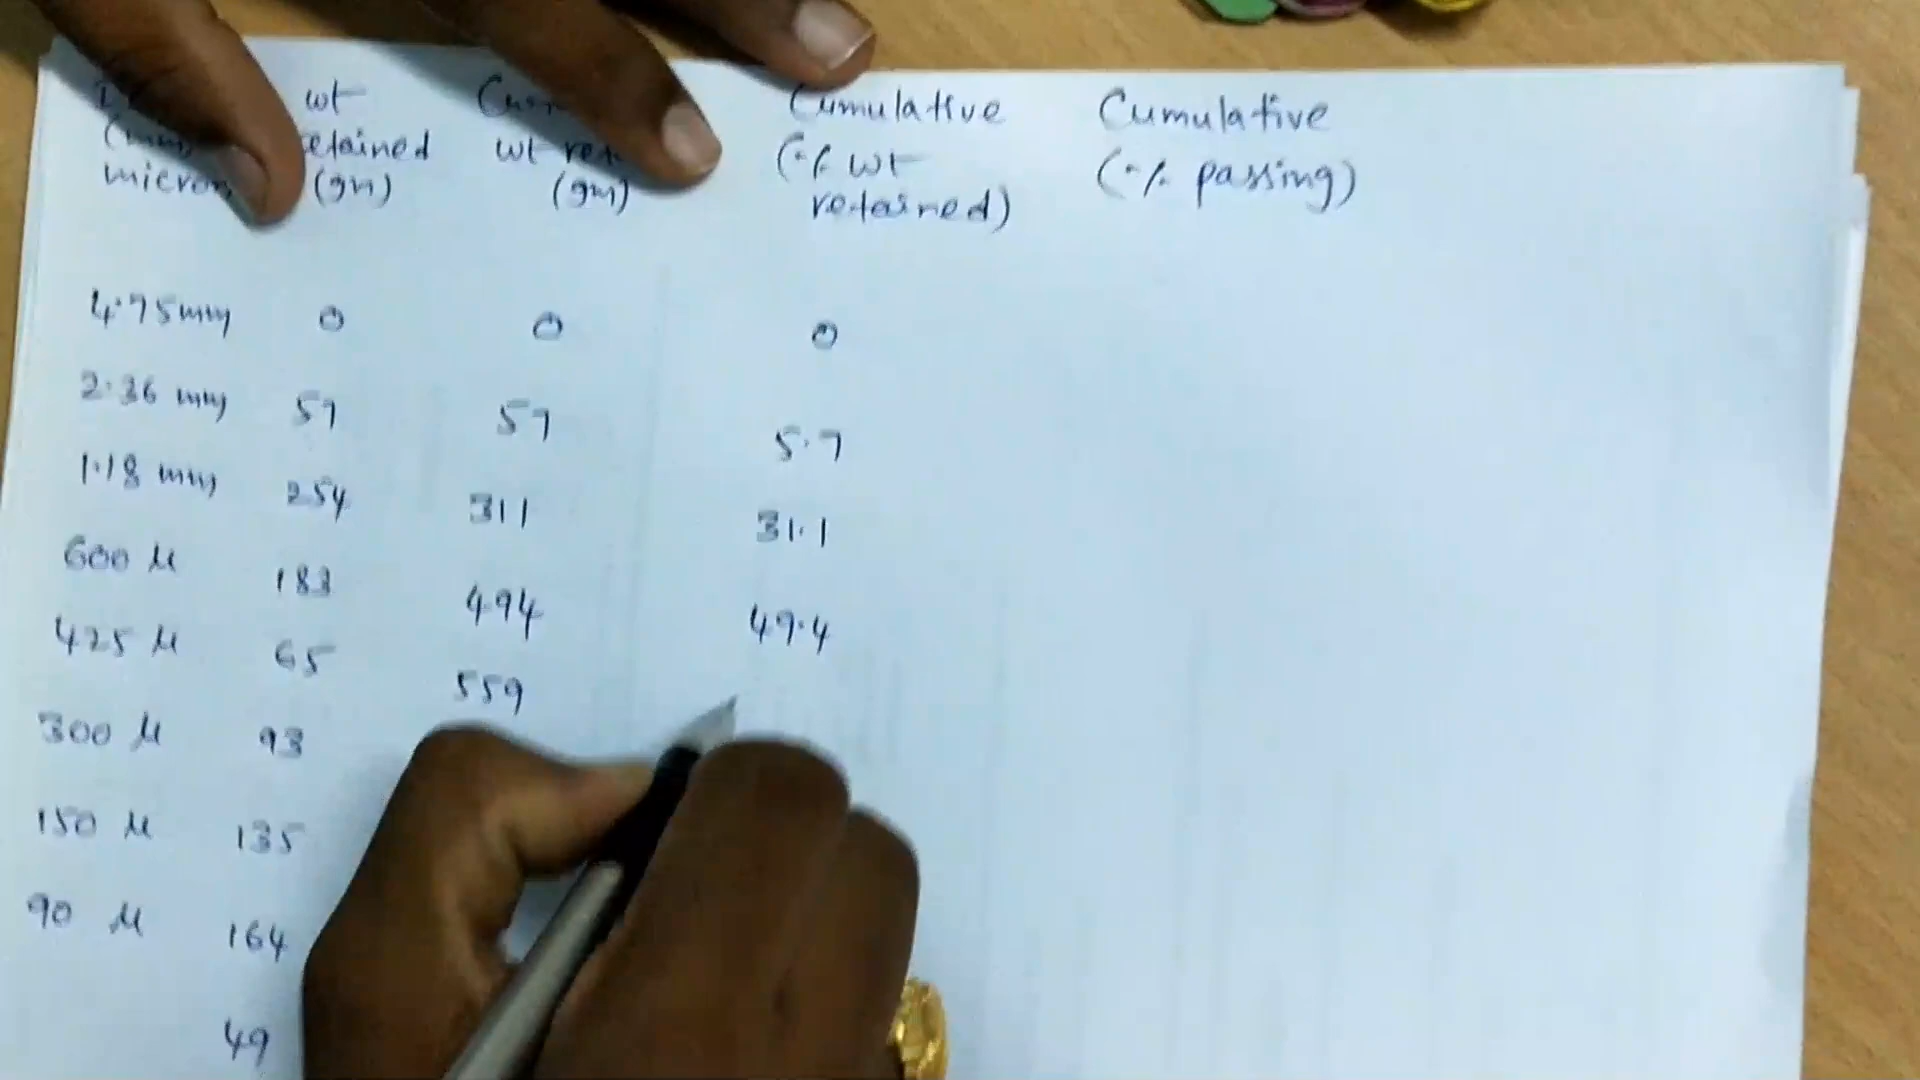 wt Cumulative Cumulative
retained wt (% wt (% passing)
micron (gm) (gm) retained)
4.75mm 0 0 0
2.36 mm 57 57 5.7
1.18 mm 254 311 31.1
600 μ 183 494 49.4
425 μ 65 559
300 μ 93
150 μ 135
90 μ 164
49